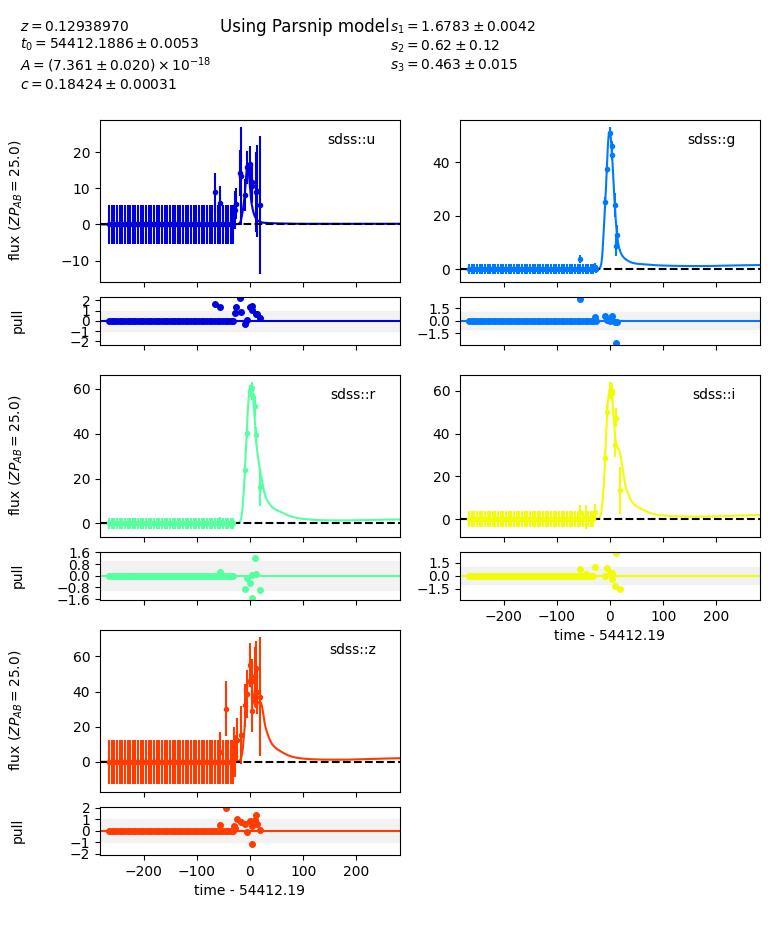 Using Parsnip model
z = 0.12938970
t₀ = 54412.1886 ± 0.0053
A = (7.361 ± 0.020) × 10⁻¹⁸
c = 0.18424 ± 0.00031
s₁ = 1.6783 ± 0.0042
s₂ = 0.62 ± 0.12
s₃ = 0.463 ± 0.015
sdss::u
flux (ZP_AB = 25.0)
20
10
0
−10
pull
2
1
0
−1
−2
sdss::g
40
20
0
1.5
0.0
−1.5
sdss::r
flux (ZP_AB = 25.0)
60
40
20
0
pull
1.6
0.8
0.0
−0.8
−1.6
sdss::i
60
40
20
0
1.5
0.0
−1.5
−200 −100 0 100 200
time - 54412.19
sdss::z
flux (ZP_AB = 25.0)
60
40
20
0
pull
2
1
0
−1
−2
−200 −100 0 100 200
time - 54412.19